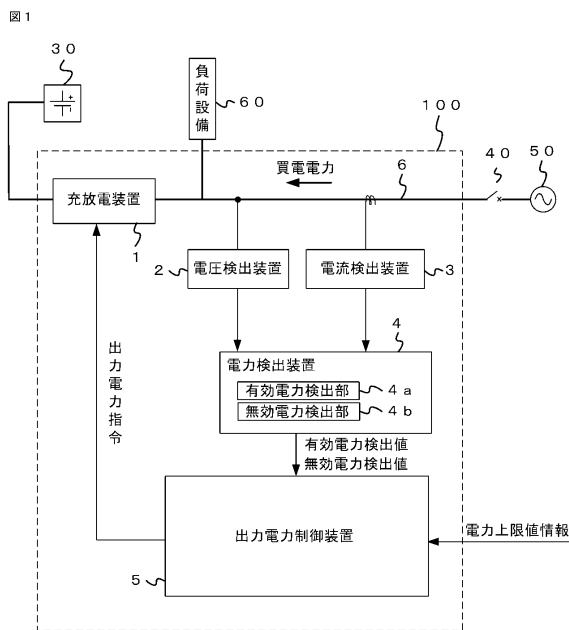 図1
30
負荷設備
60
100
買電電力
6
40
50
充放電装置
1
2
電圧検出装置
電流検出装置
3
4
電力検出装置
有効電力検出部
4a
無効電力検出部
4b
出力電力指令
有効電力検出値
無効電力検出値
出力電力制御装置
電力上限値情報
5